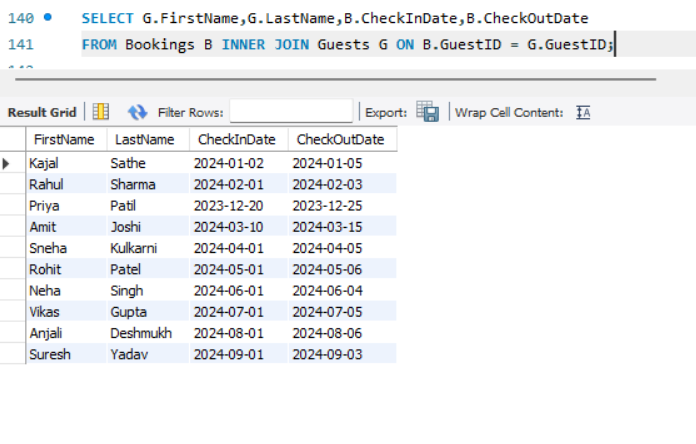 140 SELECT G.FirstName,G.LastName,B.CheckInDate,B.CheckOutDate
141 FROM Bookings B INNER JOIN Guests G ON B.GuestID = G.GuestID;
Result Grid Filter Rows: Export: Wrap Cell Content:
FirstName LastName CheckInDate CheckOutDate
Kajal Sathe 2024-01-02 2024-01-05
Rahul Sharma 2024-02-01 2024-02-03
Priya Patil 2023-12-20 2023-12-25
Amit Joshi 2024-03-10 2024-03-15
Sneha Kulkarni 2024-04-01 2024-04-05
Rohit Patel 2024-05-01 2024-05-06
Neha Singh 2024-06-01 2024-06-04
Vikas Gupta 2024-07-01 2024-07-05
Anjali Deshmukh 2024-08-01 2024-08-06
Suresh Yadav 2024-09-01 2024-09-03